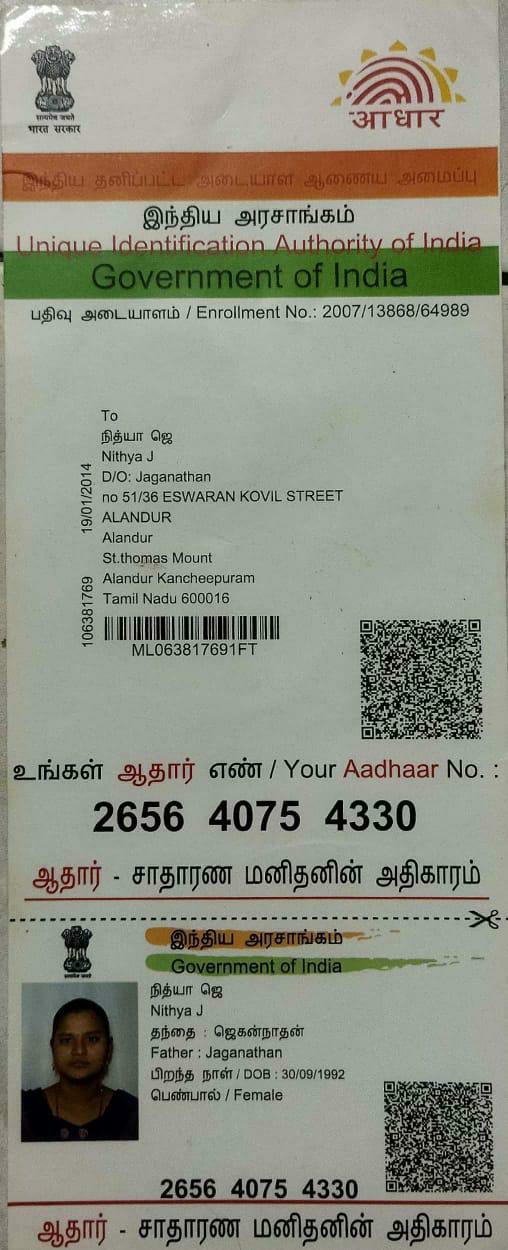 सत्यमेव जयते
भारत सरकार
आधार
இந்திய தனிப்பட்ட அடையாள ஆணைய அமைப்பு
இந்திய அரசாங்கம்
Unique Identification Authority of India
Government of India
பதிவு அடையாளம் / Enrollment No.: 2007/13868/64989
To
நித்யா ஜெ
Nithya J
D/O: Jaganathan
no 51/36 ESWARAN KOVIL STREET
ALANDUR
Alandur
St.thomas Mount
Alandur Kancheepuram
Tamil Nadu 600016
106381769 19/01/2014
ML063817691FT
உங்கள் ஆதார் எண் / Your Aadhaar No. :
2656 4075 4330
ஆதார் - சாதாரண மனிதனின் அதிகாரம்
இந்திய அரசாங்கம்
Government of India
நித்யா ஜெ
Nithya J
தந்தை : ஜெகன்நாதன்
Father : Jaganathan
பிறந்த நாள் / DOB : 30/09/1992
பெண்பால் / Female
2656 4075 4330
ஆதார் - சாதாரண மனிதனின் அதிகாரம்